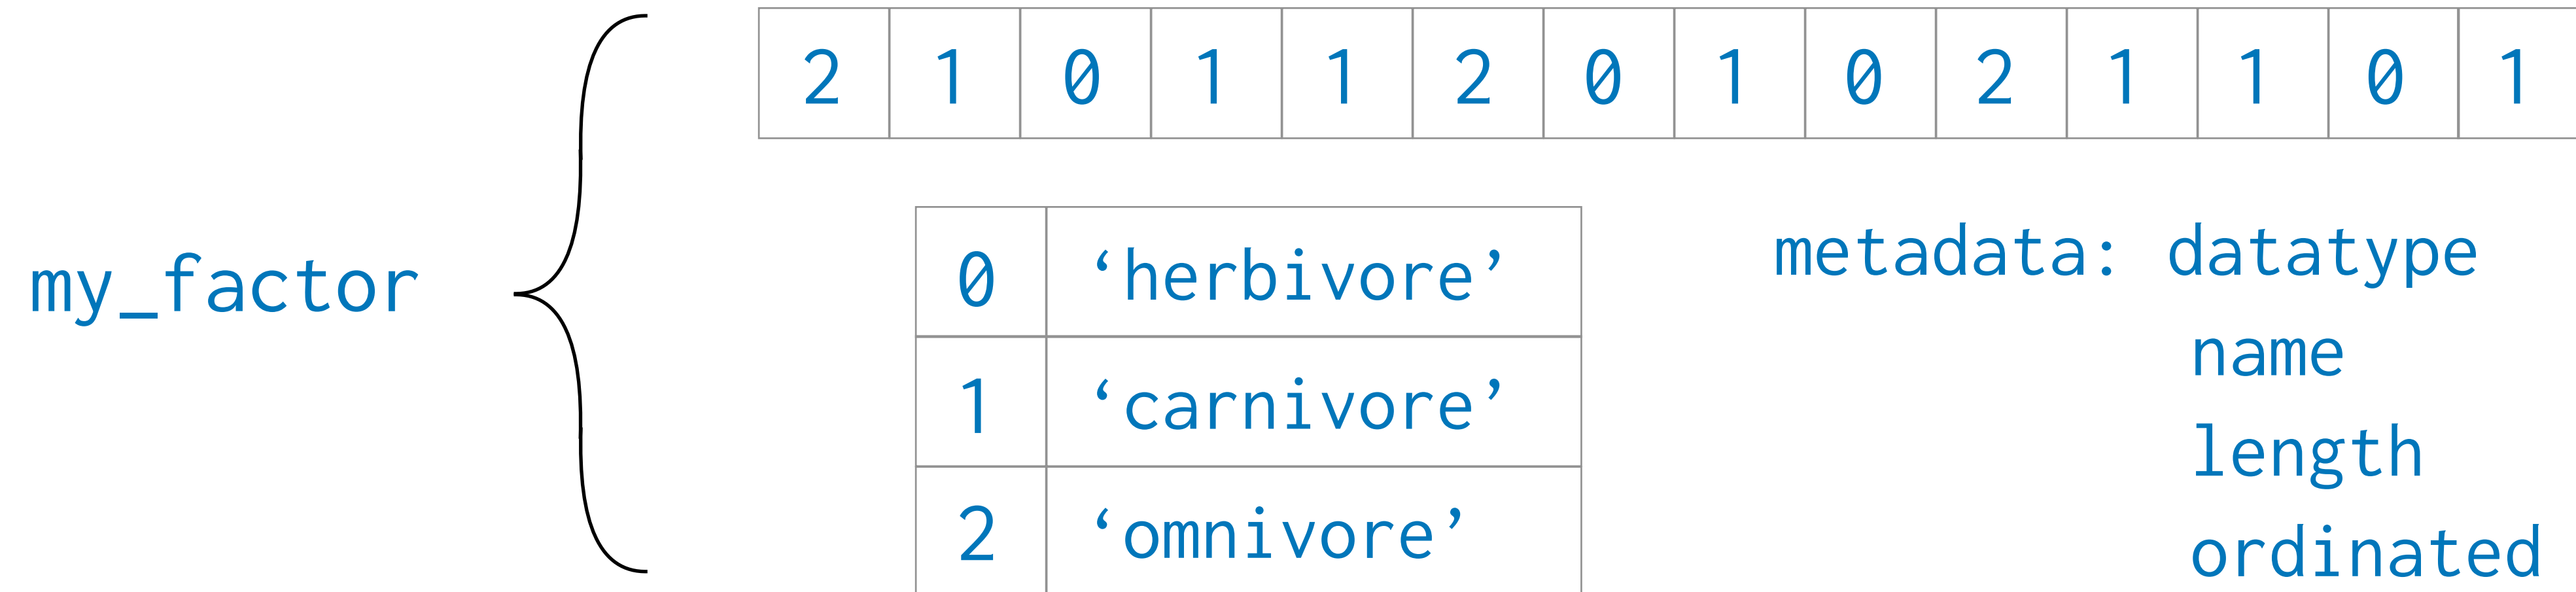 2 1 0 1 1 2 0 1 0 2 1 1 0 1
my_factor
0 ‘herbivore’
1 ‘carnivore’
2 ‘omnivore’
metadata: datatype
name
length
ordinated